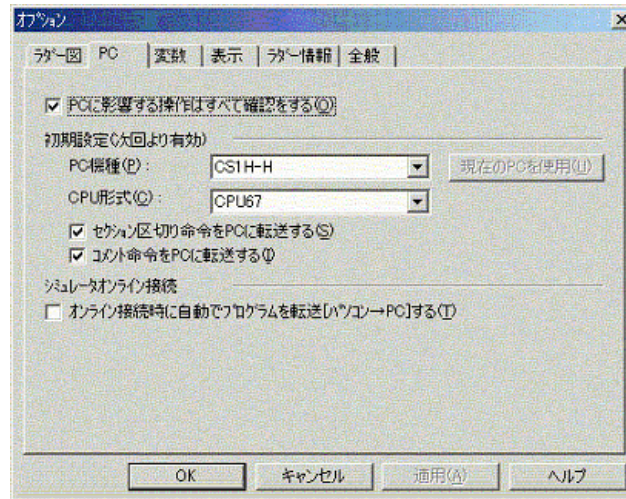 オプション
ラダー図 PC 変数 表示 ラダー情報 全般
PCに影響する操作はすべて確認をする(O)
初期設定(次回より有効)
PC機種(P): CS1H-H 現在のPCを使用(U)
CPU形式(C): CPU67
セクション区切り命令をPCに転送する(S)
コメント命令をPCに転送する(I)
シミュレータオンライン接続
オンライン接続時に自動でプログラムを転送[パソコン→PC]する(T)
OK キャンセル 適用(A) ヘルプ